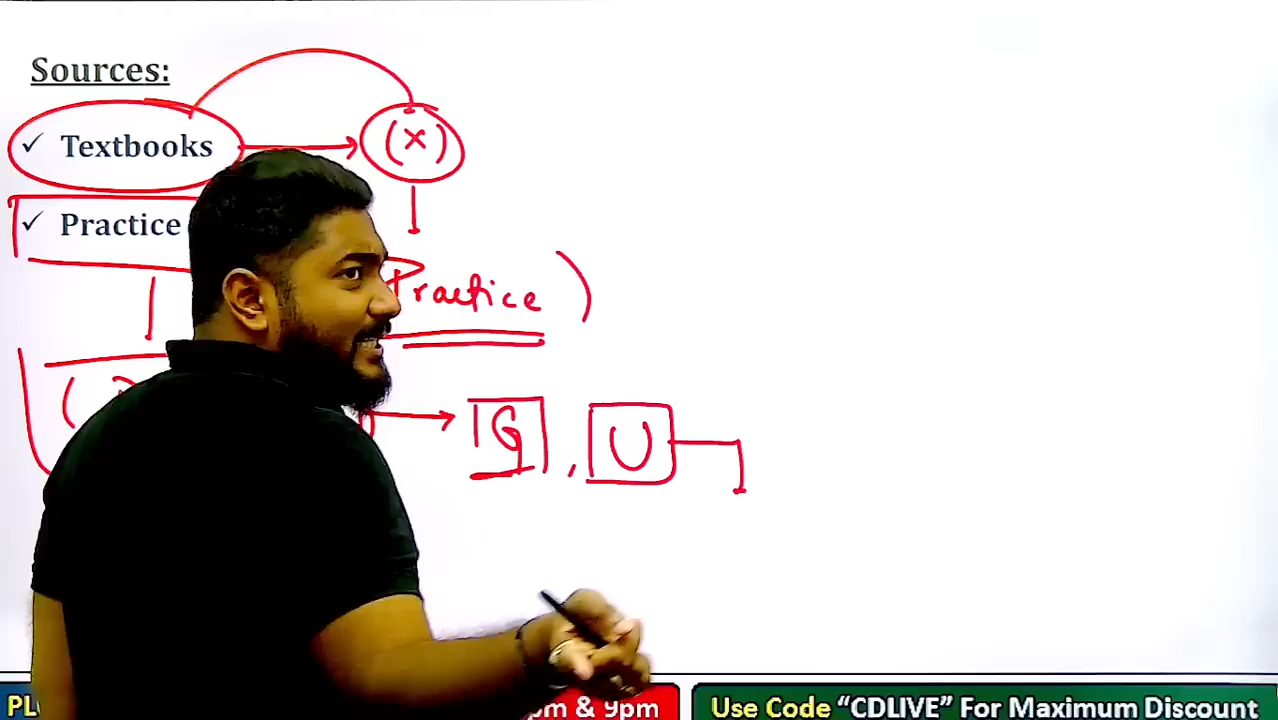 Sources:
✓ Textbooks
(x)
✓ Practice
Practice )
(
G , U
pm & 9pm
Use Code “CDLIVE” For Maximum Discount